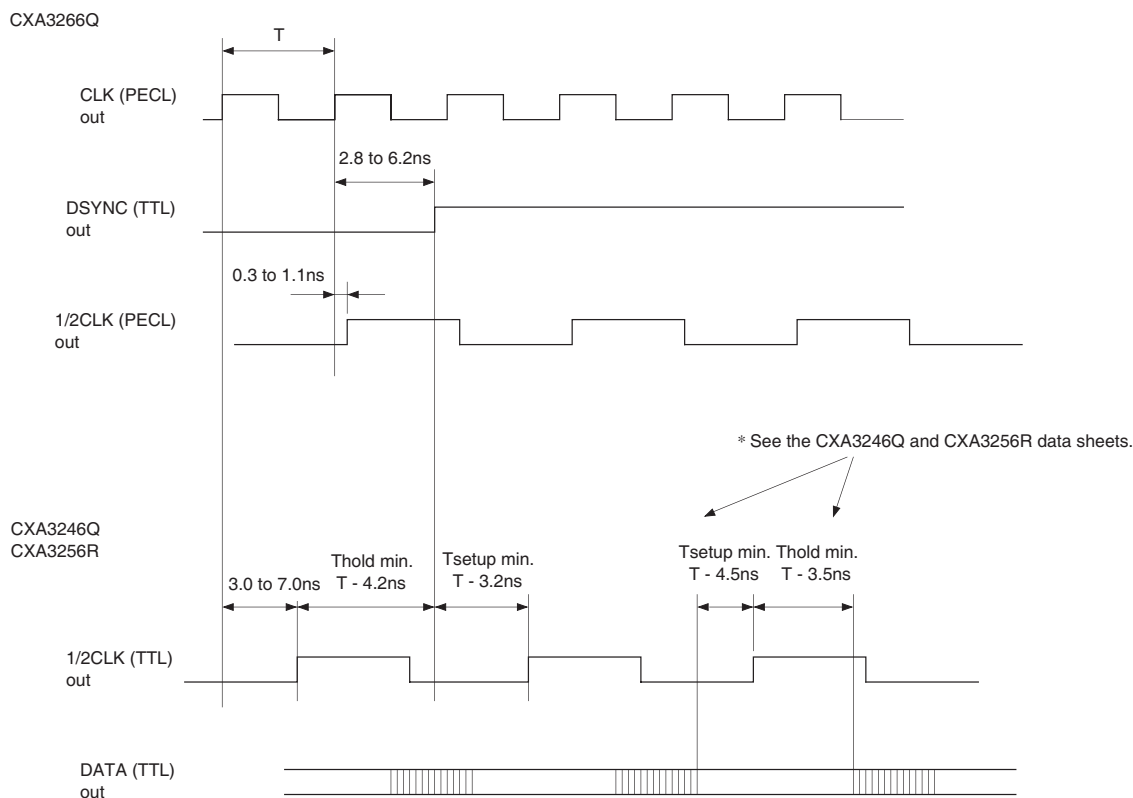 CXA3266Q
T
CLK (PECL)
out
2.8 to 6.2ns
DSYNC (TTL)
out
0.3 to 1.1ns
1/2CLK (PECL)
out
* See the CXA3246Q and CXA3256R data sheets.
CXA3246Q
CXA3256R
3.0 to 7.0ns
Thold min.
T - 4.2ns
Tsetup min.
T - 3.2ns
Tsetup min.
T - 4.5ns
Thold min.
T - 3.5ns
1/2CLK (TTL)
out
DATA (TTL)
out